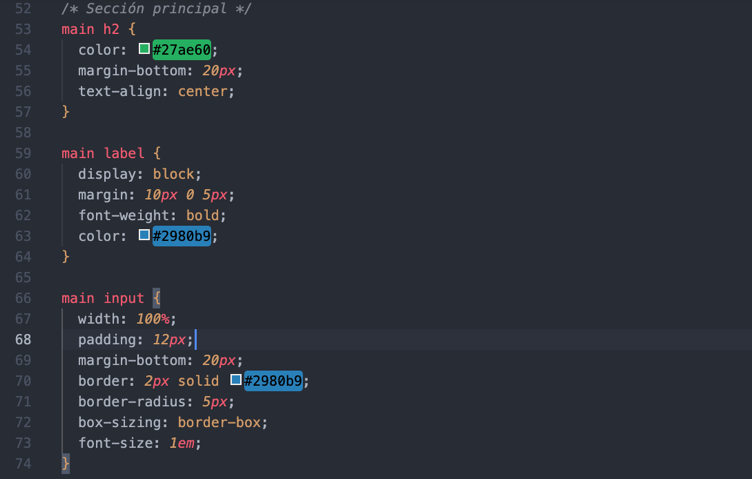 52 /* Sección principal */
53 main h2 {
54 color: #27ae60;
55 margin-bottom: 20px;
56 text-align: center;
57 }
58
59 main label {
60 display: block;
61 margin: 10px 0 5px;
62 font-weight: bold;
63 color: #2980b9;
64 }
65
66 main input {
67 width: 100%;
68 padding: 12px;
69 margin-bottom: 20px;
70 border: 2px solid #2980b9;
71 border-radius: 5px;
72 box-sizing: border-box;
73 font-size: 1em;
74 }